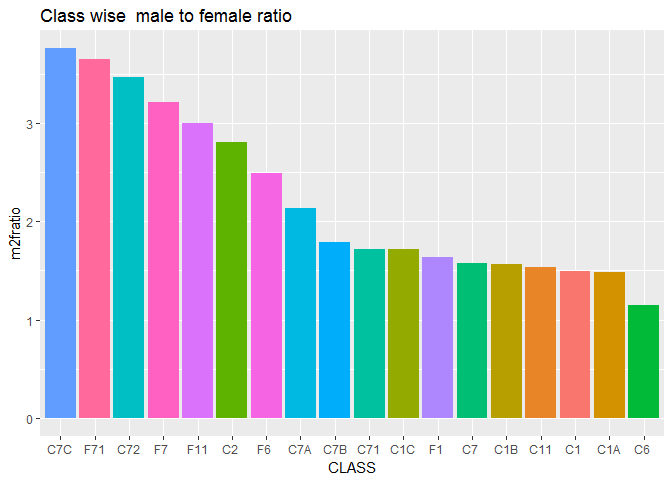 Class wise  male to female ratio
m2fratio
3
2
1
0
C7C F71 C72 F7 F11 C2 F6 C7A C7B C71 C1C F1 C7 C1B C11 C1 C1A C6
CLASS